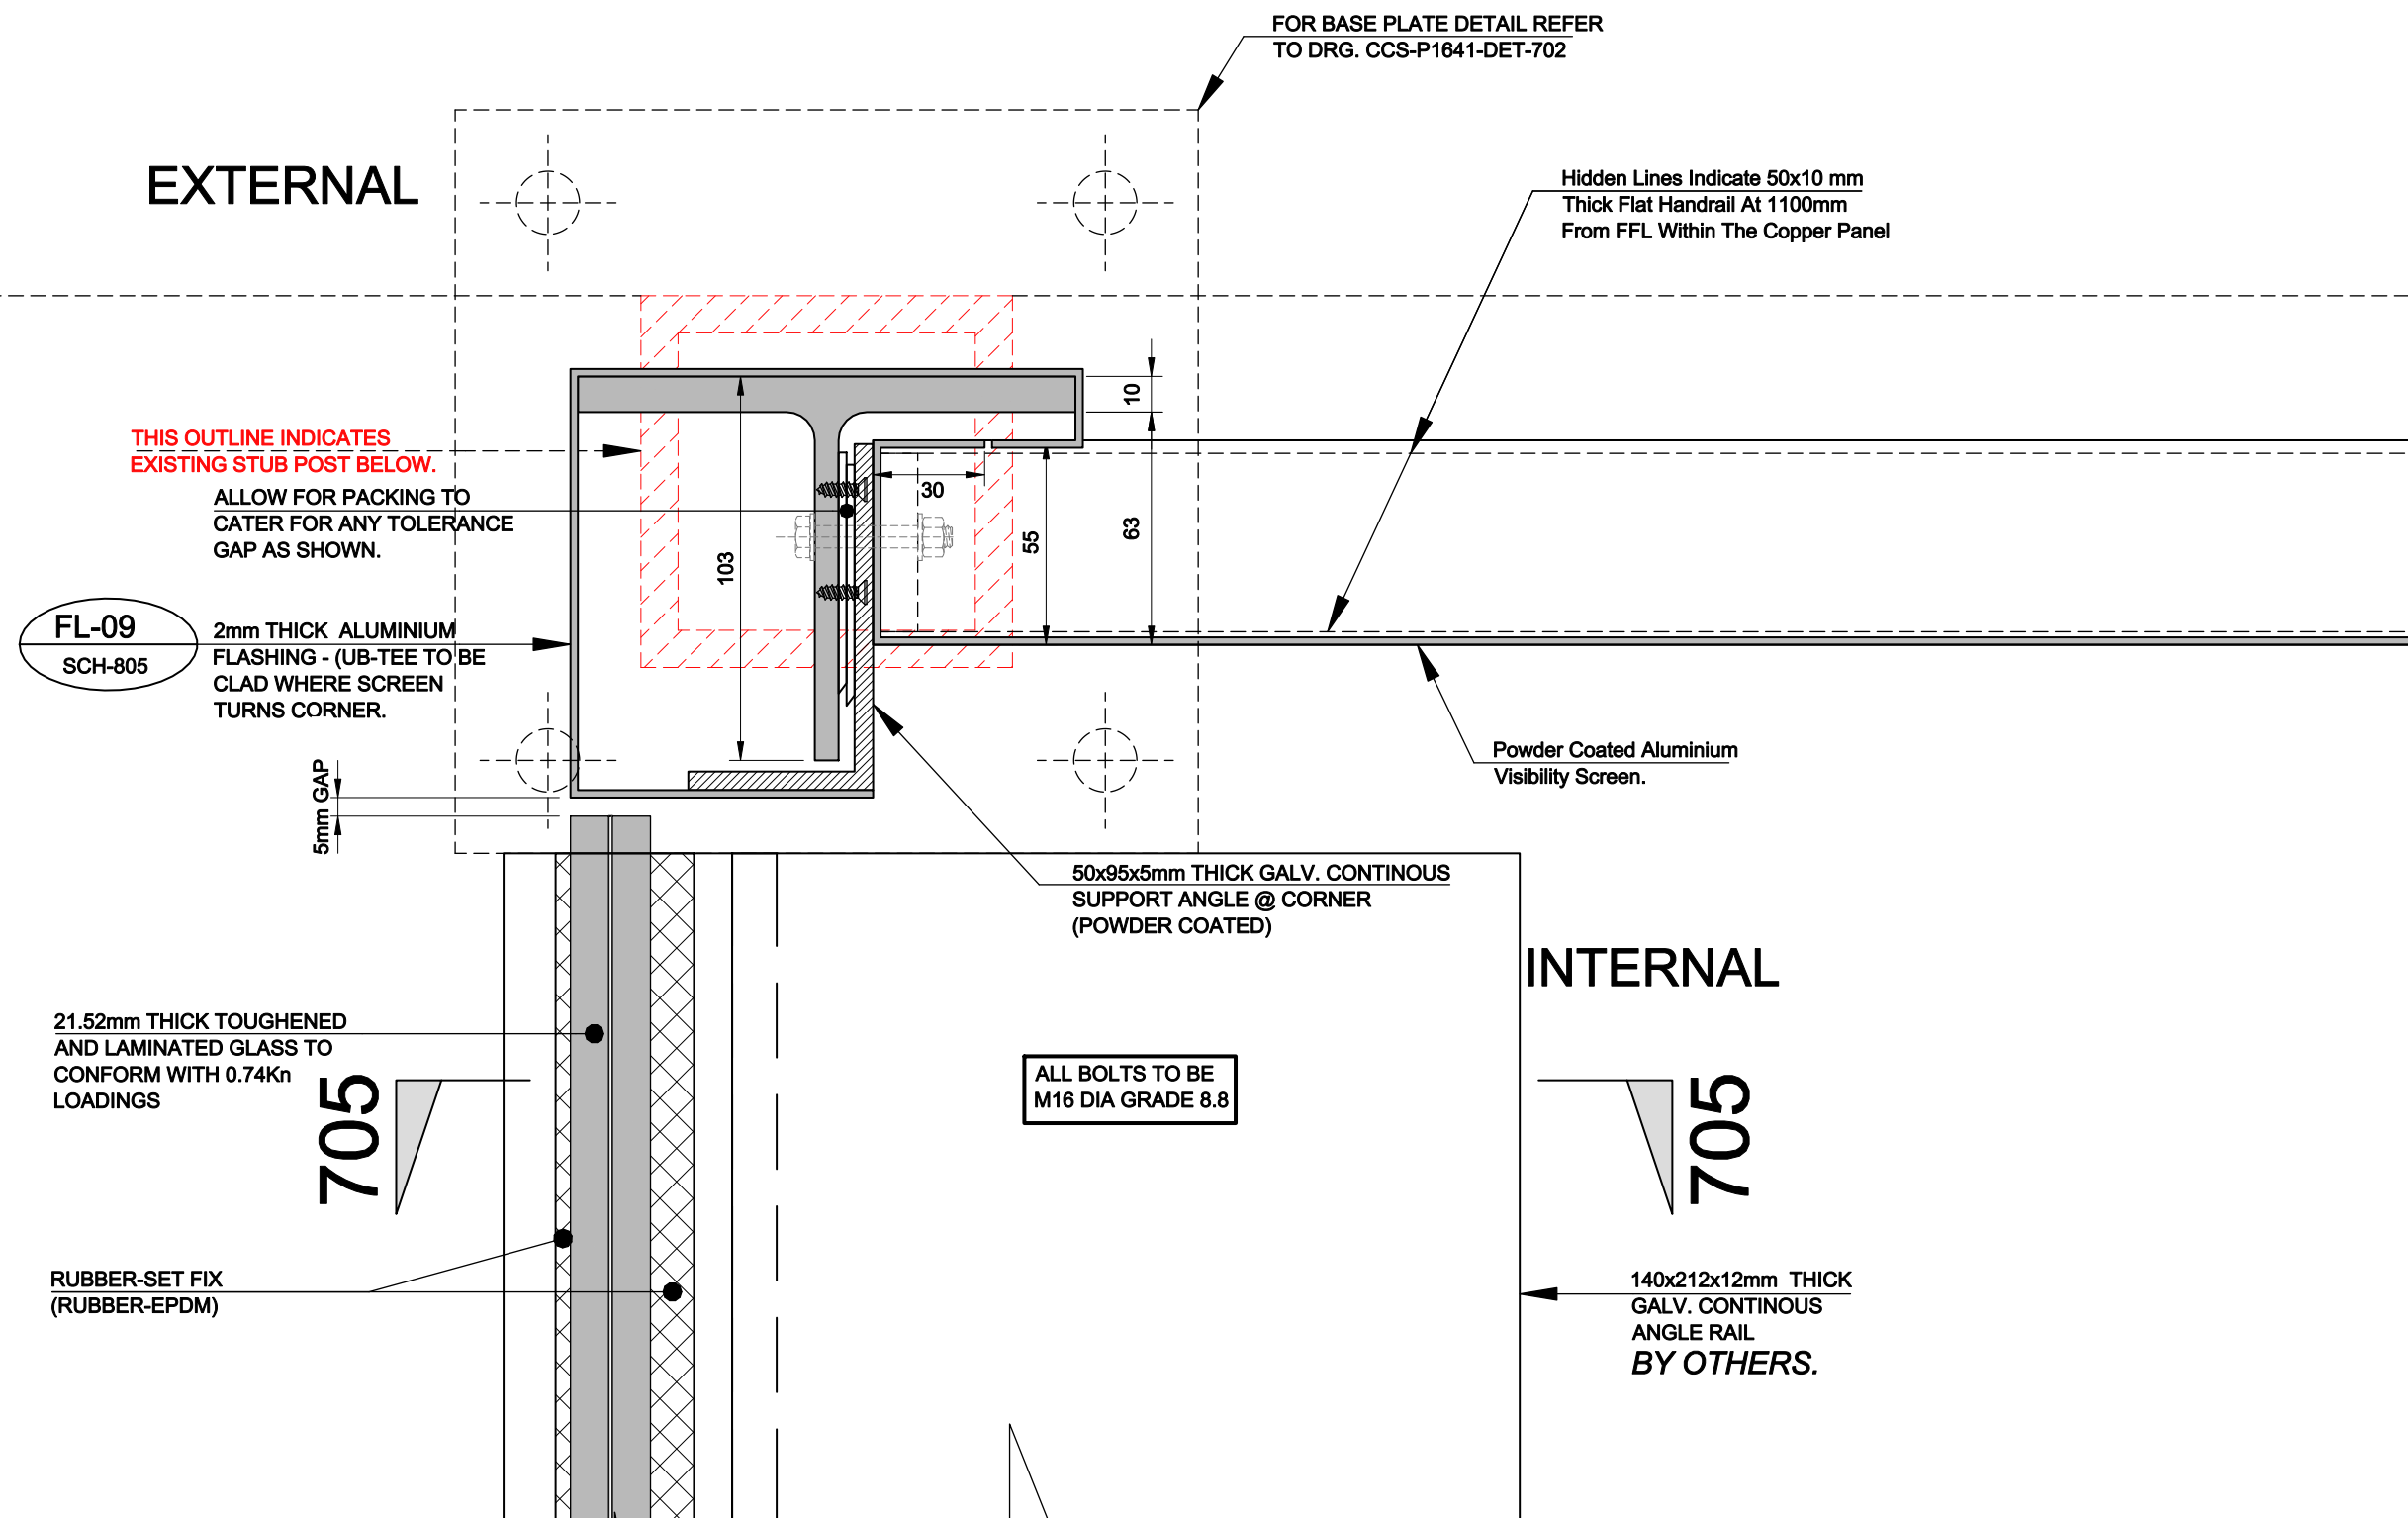 FOR BASE PLATE DETAIL REFER
TO DRG. CCS-P1641-DET-702
EXTERNAL
Hidden Lines Indicate 50x10 mm
Thick Flat Handrail At 1100mm
From FFL Within The Copper Panel
10
THIS OUTLINE INDICATES
EXISTING STUB POST BELOW.
ALLOW FOR PACKING TO
CATER FOR ANY TOLERANCE
GAP AS SHOWN.
30
103
55
63
FL-09
SCH-805
2mm THICK ALUMINIUM
FLASHING - (UB-TEE TO BE
CLAD WHERE SCREEN
TURNS CORNER.
5mm GAP
Powder Coated Aluminium
Visibility Screen.
50x95x5mm THICK GALV. CONTINOUS
SUPPORT ANGLE @ CORNER
(POWDER COATED)
INTERNAL
21.52mm THICK TOUGHENED
AND LAMINATED GLASS TO
CONFORM WITH 0.74Kn
LOADINGS
705
ALL BOLTS TO BE
M16 DIA GRADE 8.8
705
RUBBER-SET FIX
(RUBBER-EPDM)
140x212x12mm THICK
GALV. CONTINOUS
ANGLE RAIL
BY OTHERS.